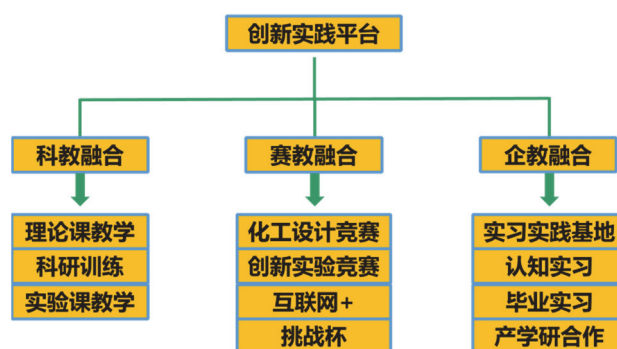 创新实践平台
科教融合
赛教融合
企教融合
理论课教学
科研训练
实验课教学
化工设计竞赛
创新实验竞赛
互联网+
挑战杯
实习实践基地
认知实习
毕业实习
产学研合作